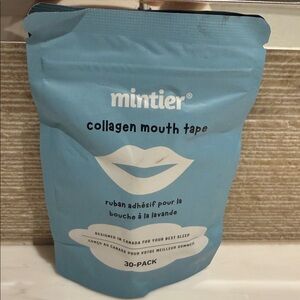 mintier®
collagen mouth tape
ruban adhésif pour la
bouche à la lavande
DESIGNED IN CANADA FOR YOUR BEST SLEEP
CONÇU AU CANADA POUR VOTRE MEILLEUR SOMMEIL
30-PACK